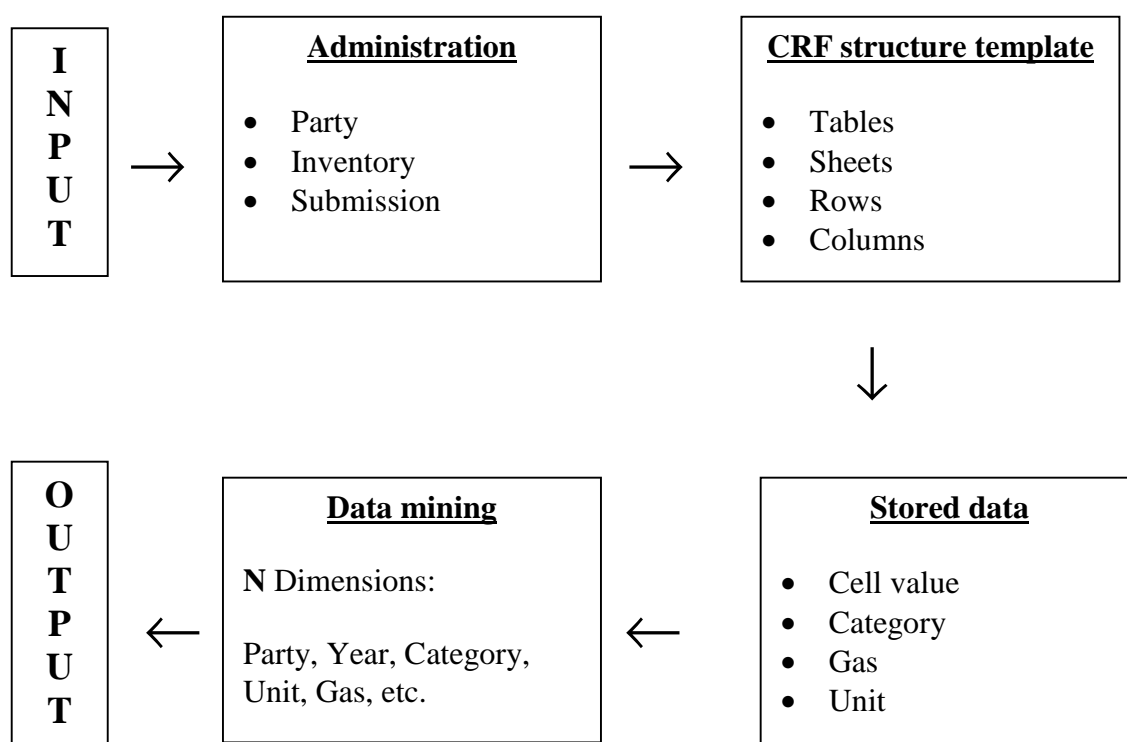 I
N
P
U
T
Administration
• Party
• Inventory
• Submission
CRF structure template
• Tables
• Sheets
• Rows
• Columns
O
U
T
P
U
T
Data mining
N Dimensions:
Party, Year, Category,
Unit, Gas, etc.
Stored data
• Cell value
• Category
• Gas
• Unit